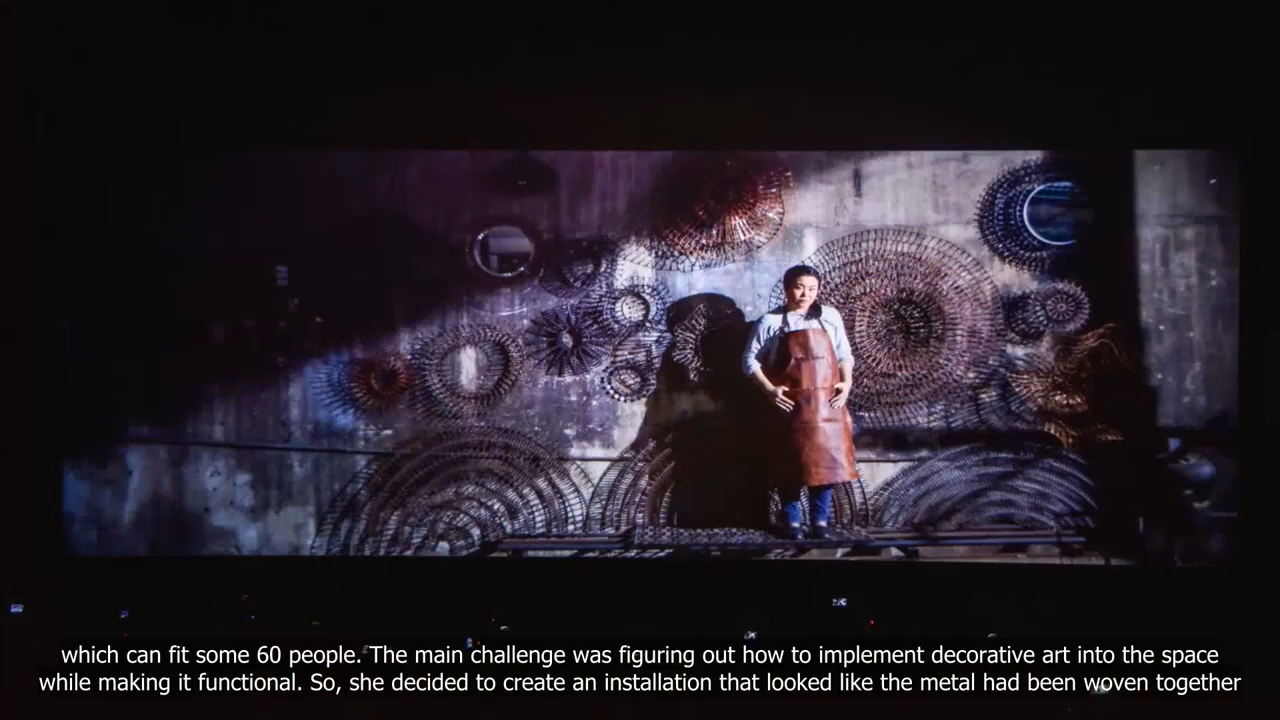 which can fit some 60 people. The main challenge was figuring out how to implement decorative art into the space
while making it functional. So, she decided to create an installation that looked like the metal had been woven together